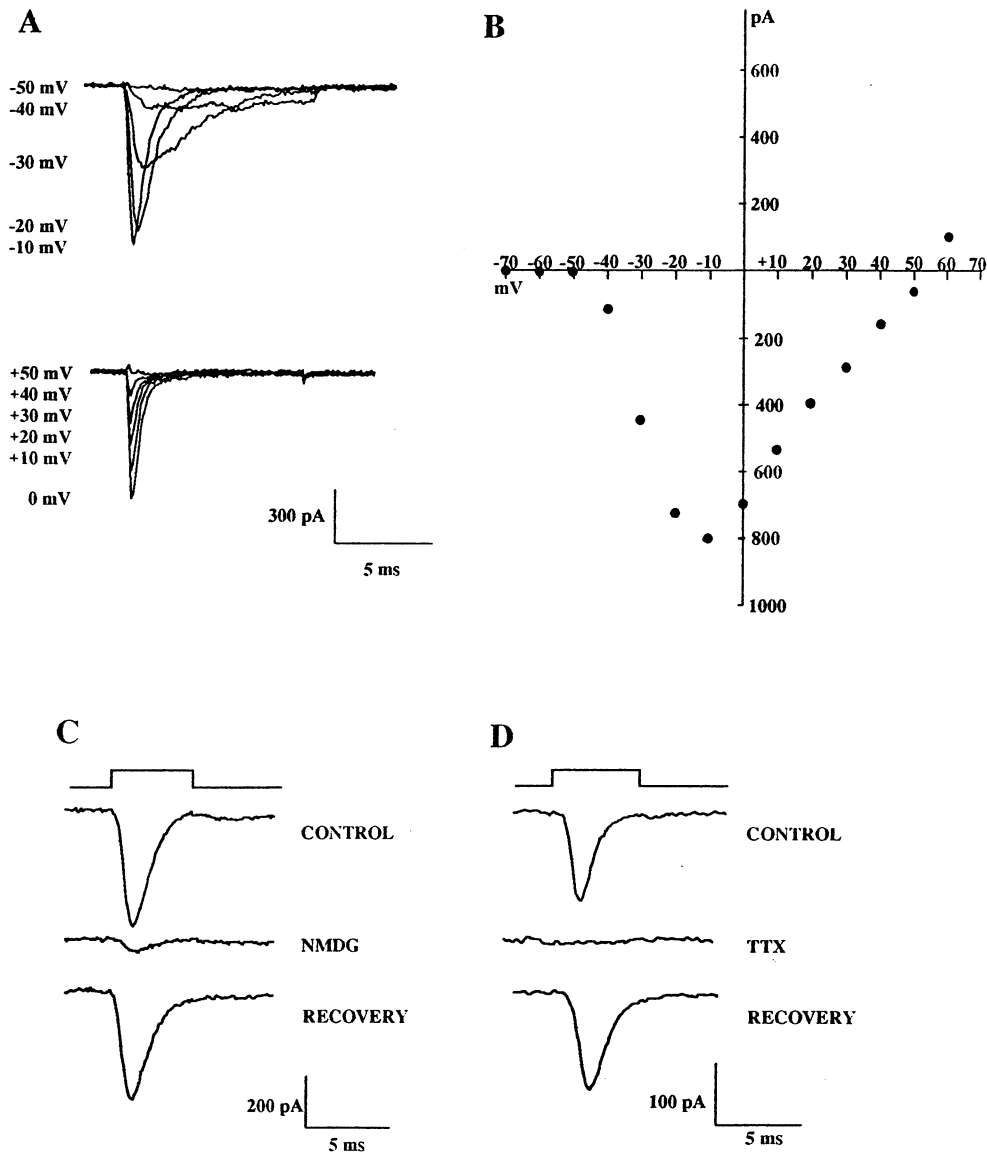 A
-50 mV
-40 mV
-30 mV
-20 mV
-10 mV
+50 mV
+40 mV
+30 mV
+20 mV
+10 mV
0 mV
300 pA
5 ms
B
pA
600
400
200
-70 -60 -50 -40 -30 -20 -10 +10 20 30 40 50 60 70
mV
200
400
600
800
1000
C
CONTROL
NMDG
RECOVERY
200 pA
5 ms
D
CONTROL
TTX
RECOVERY
100 pA
5 ms